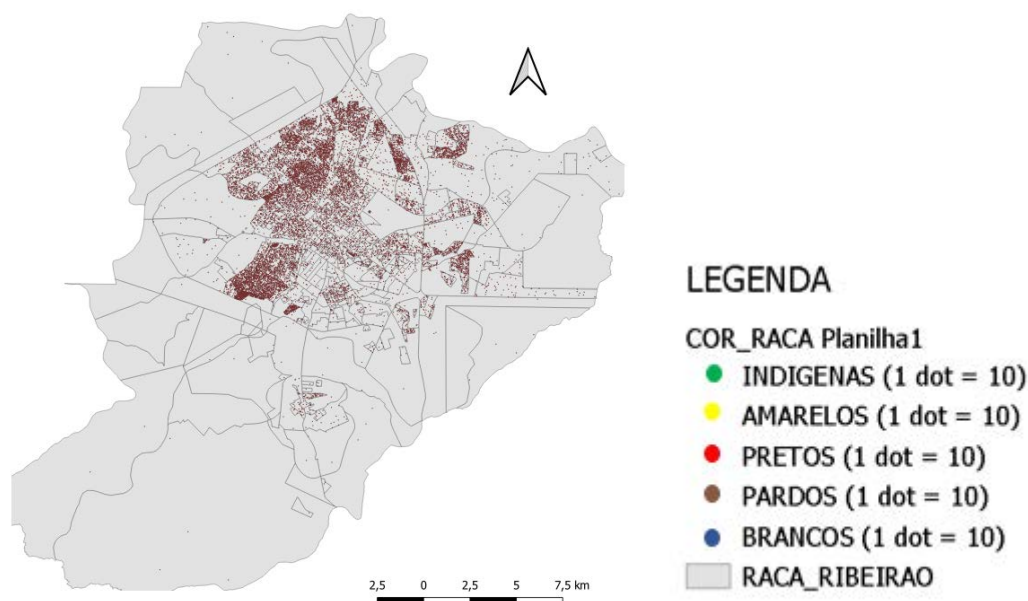 LEGENDA
COR_RACA Planilha1
INDIGENAS (1 dot = 10)
AMARELOS (1 dot = 10)
PRETOS (1 dot = 10)
PARDOS (1 dot = 10)
BRANCOS (1 dot = 10)
RACA_RIBEIRAO
2,5 0 2,5 5 7,5 km